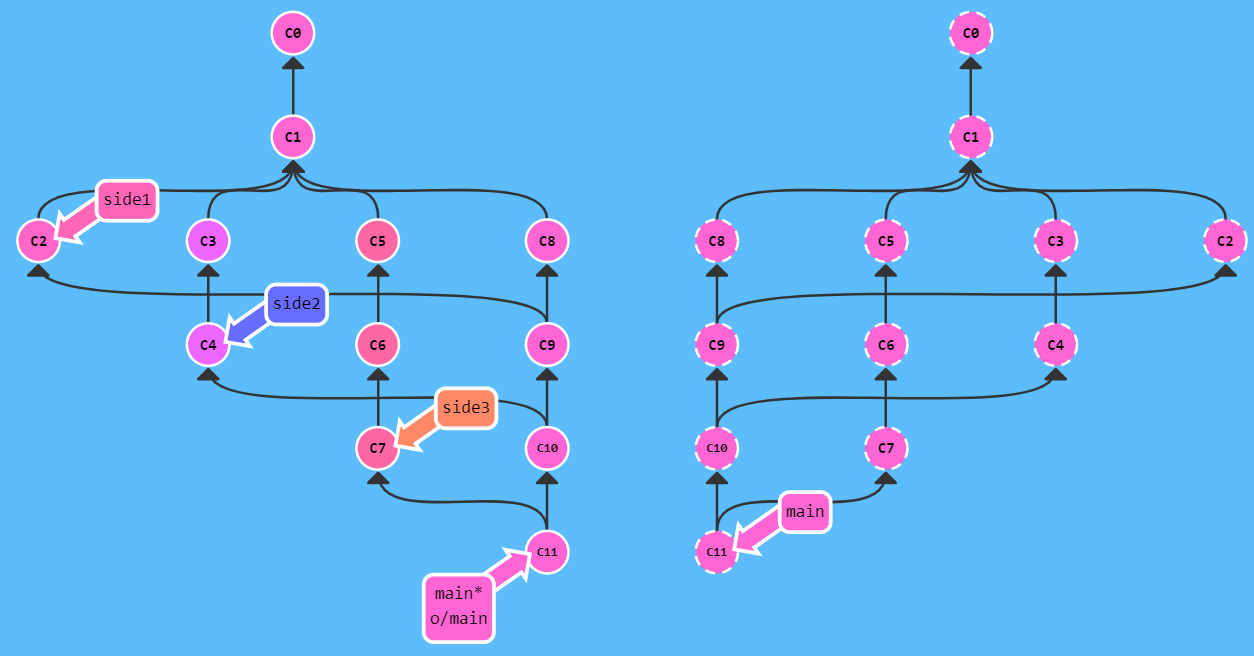 C0
C1
side1
C2
C3
C5
C8
side2
C4
C6
C9
side3
C7
C10
C11
main*
o/main
C0
C1
C8
C5
C3
C2
C9
C6
C4
C10
C7
main
C11